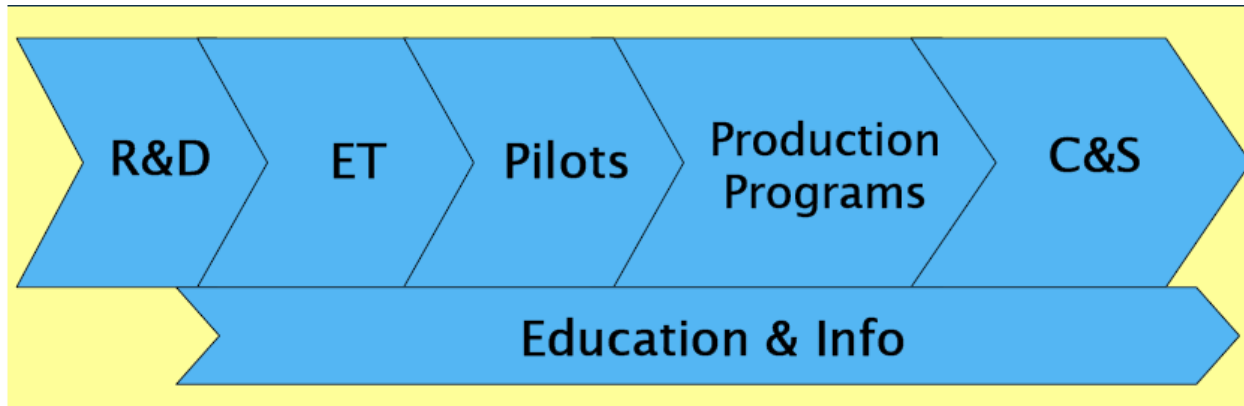 R&D
ET
Pilots
Production
Programs
C&S
Education & Info